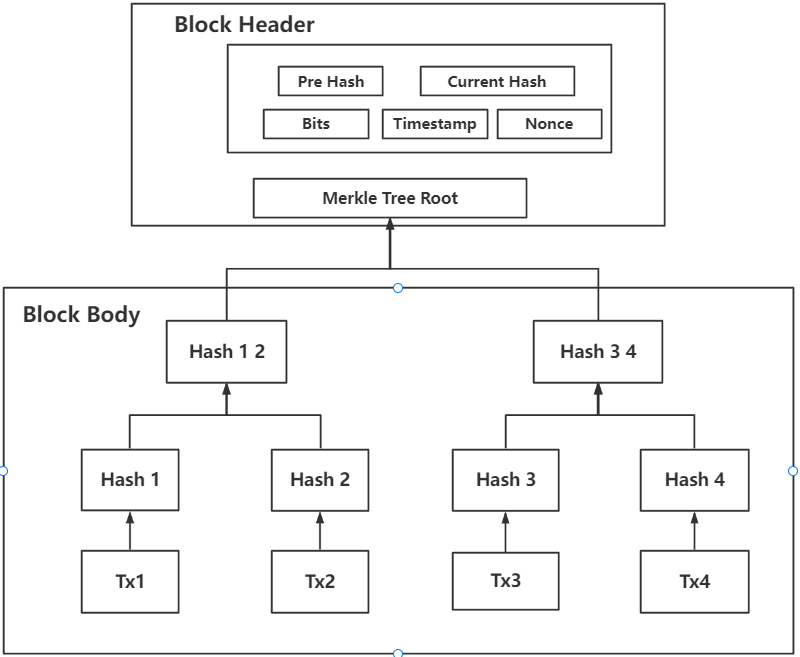 Block Header
Pre Hash
Current Hash
Bits
Timestamp
Nonce
Merkle Tree Root
Block Body
Hash 1 2
Hash 3 4
Hash 1
Hash 2
Hash 3
Hash 4
Tx1
Tx2
Tx3
Tx4